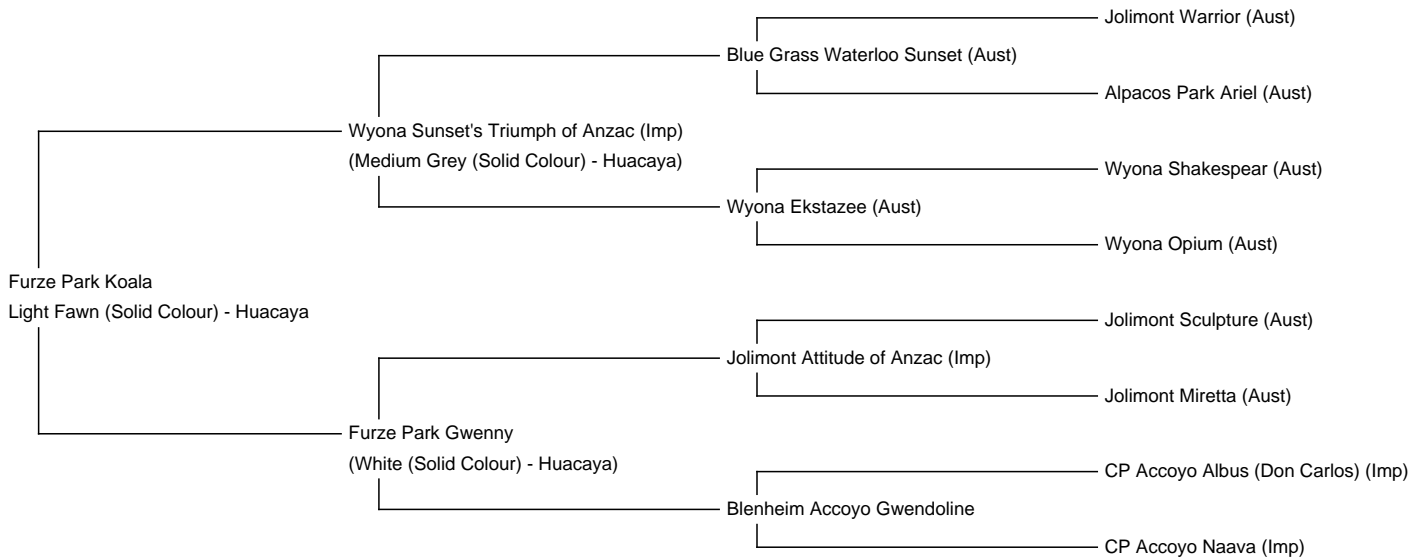 Jolimont Warrior (Aust)
Blue Grass Waterloo Sunset (Aust)
Alpacos Park Ariel (Aust)
Wyona Sunset's Triumph of Anzac (Imp)
(Medium Grey (Solid Colour) - Huacaya)
Wyona Shakespear (Aust)
Wyona Ekstazee (Aust)
Wyona Opium (Aust)
Furze Park Koala
Light Fawn (Solid Colour) - Huacaya
Jolimont Sculpture (Aust)
Jolimont Attitude of Anzac (Imp)
Jolimont Miretta (Aust)
Furze Park Gwenny
(White (Solid Colour) - Huacaya)
CP Accoyo Albus (Don Carlos) (Imp)
Blenheim Accoyo Gwendoline
CP Accoyo Naava (Imp)